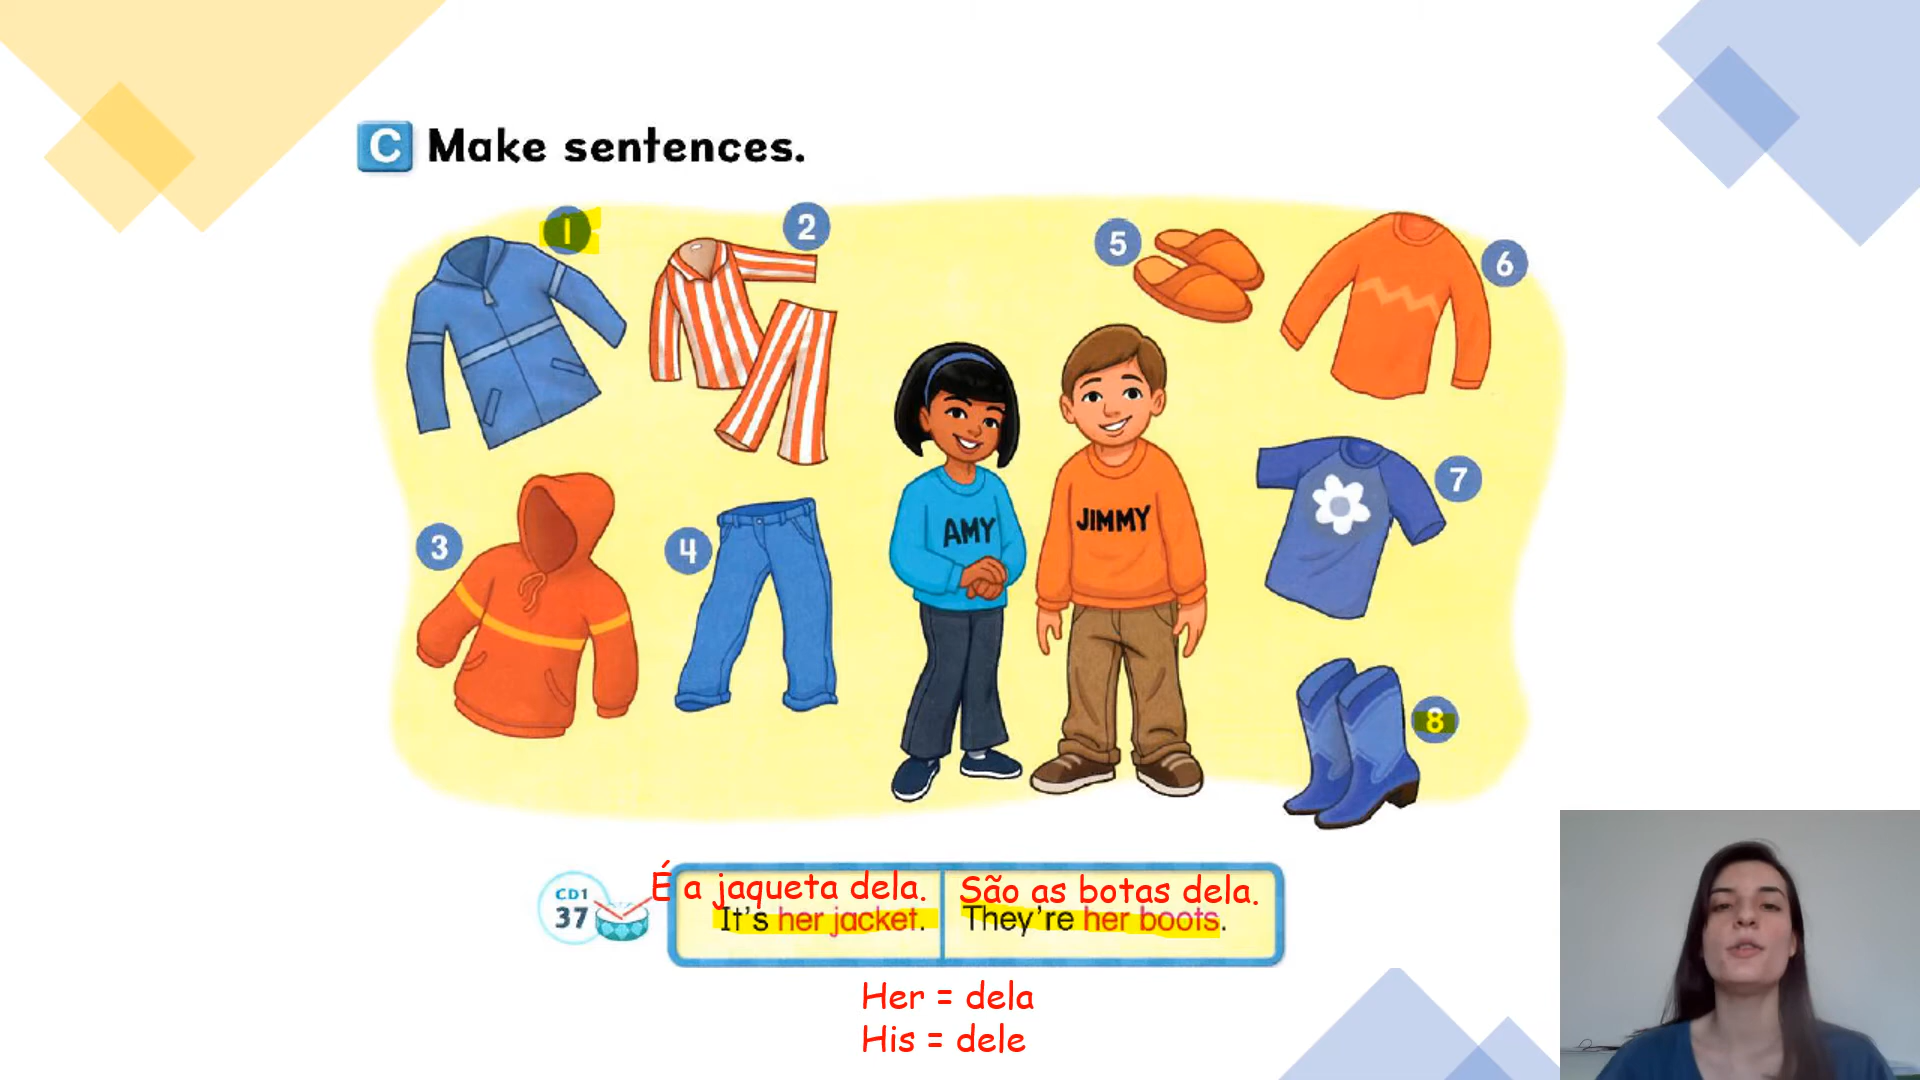 C Make sentences.
1
2
5
6
AMY
JIMMY
7
3
4
8
CD1
37
É a jaqueta dela.
It's her jacket.
São as botas dela.
They're her boots.
Her = dela
His = dele